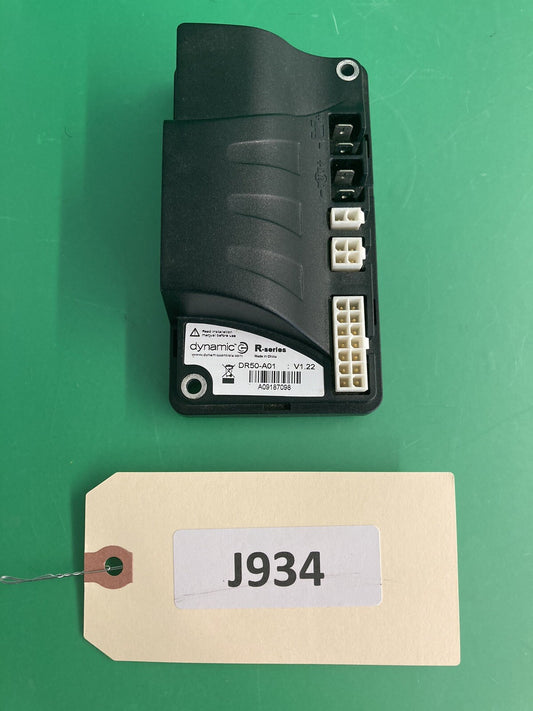 Read installation
manual before use
dynamic
R-series
Made in China
www.dynamiccontrols.com
DR50-A01 : V1.22
A09187098
J934